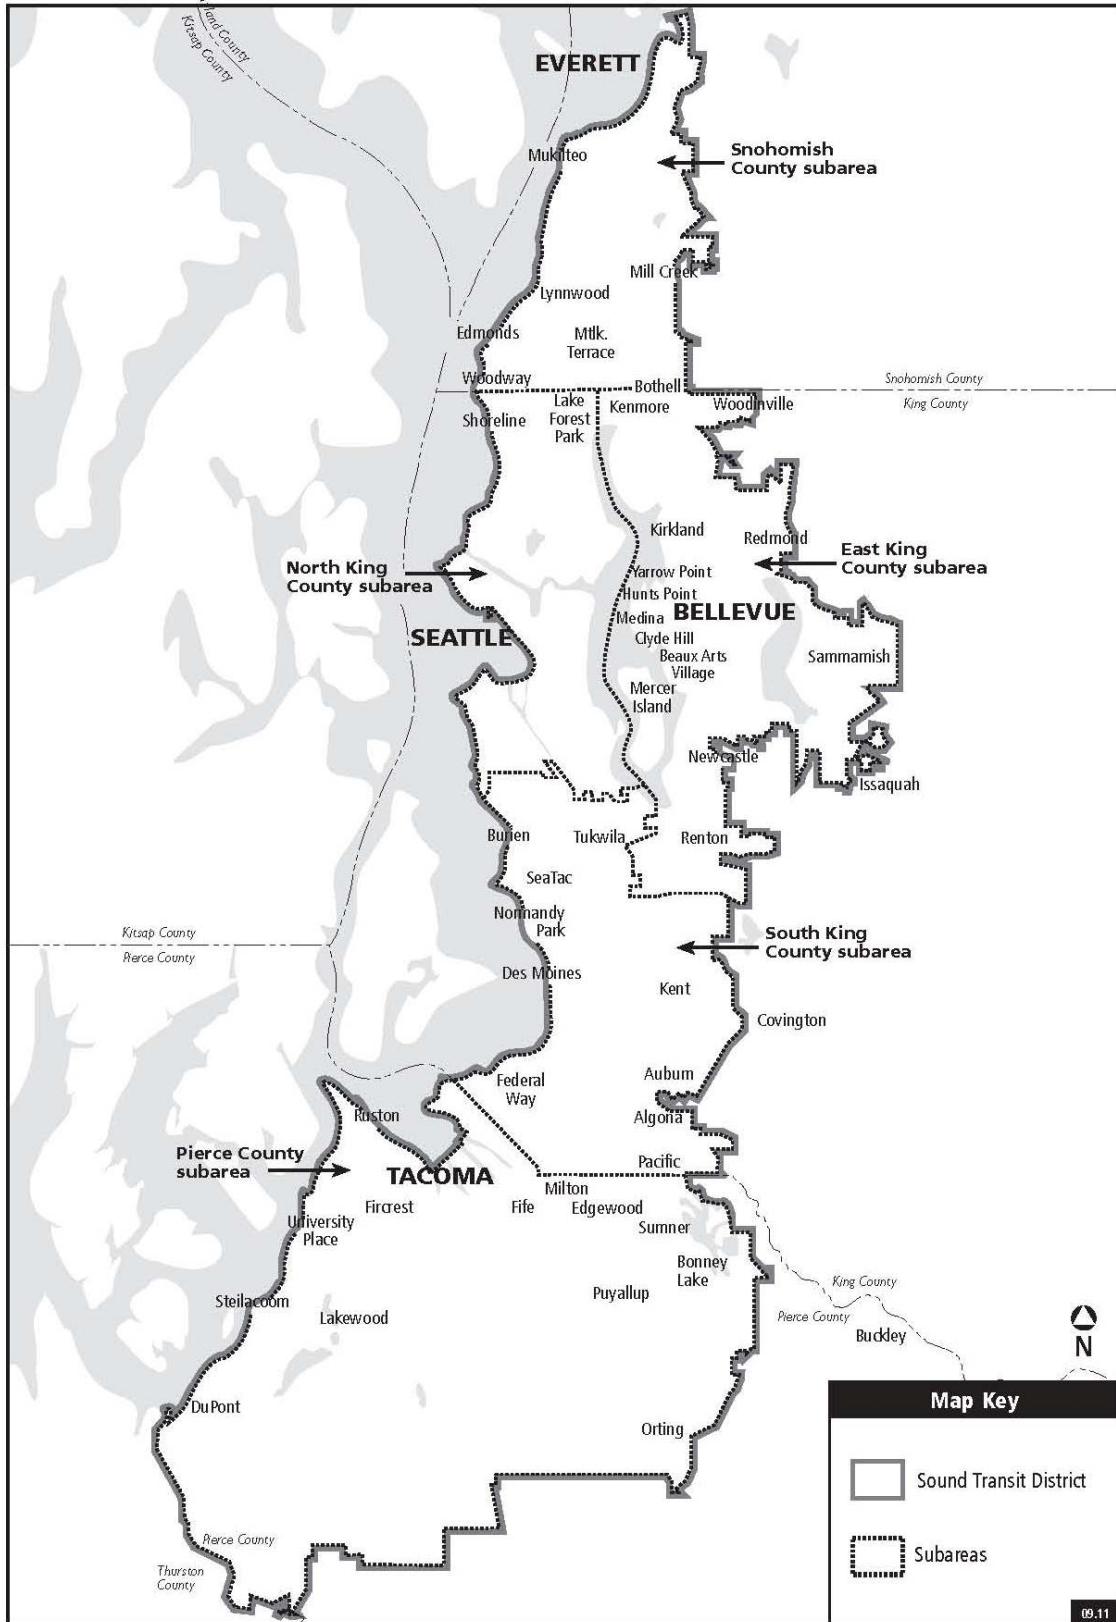 land County
Kitsap County
EVERETT
Mukilteo
Snohomish
County subarea
Mill Creek
Lynnwood
Edmonds
Mtlk.
Terrace
Woodway
Bothell
Snohomish County
King County
Lake
Forest
Park
Kenmore
Woodinville
Shoreline
Kirkland
Redmond
East King
County subarea
North King
County subarea
Yarrow Point
Hunts Point
Medina
BELLEVUE
SEATTLE
Clyde Hill
Beaux Arts
Village
Sammamish
Mercer
Island
Newcastle
Issaquah
Burien
Tukwila
Renton
SeaTac
Normandy
Park
Kitsap County
Pierce County
South King
County subarea
Des Moines
Kent
Covington
Federal
Way
Auburn
Ruston
Algona
Pierce County
subarea
TACOMA
Pacific
Milton
Fircrest
Fife
Edgewood
University
Place
Sumner
Bonney
Lake
King County
Pierce County
Puyallup
Steilacoom
Lakewood
Buckley
N
DuPont
Orting
Pierce County
Thurston
County
Map Key
Sound Transit District
Subareas
09.11